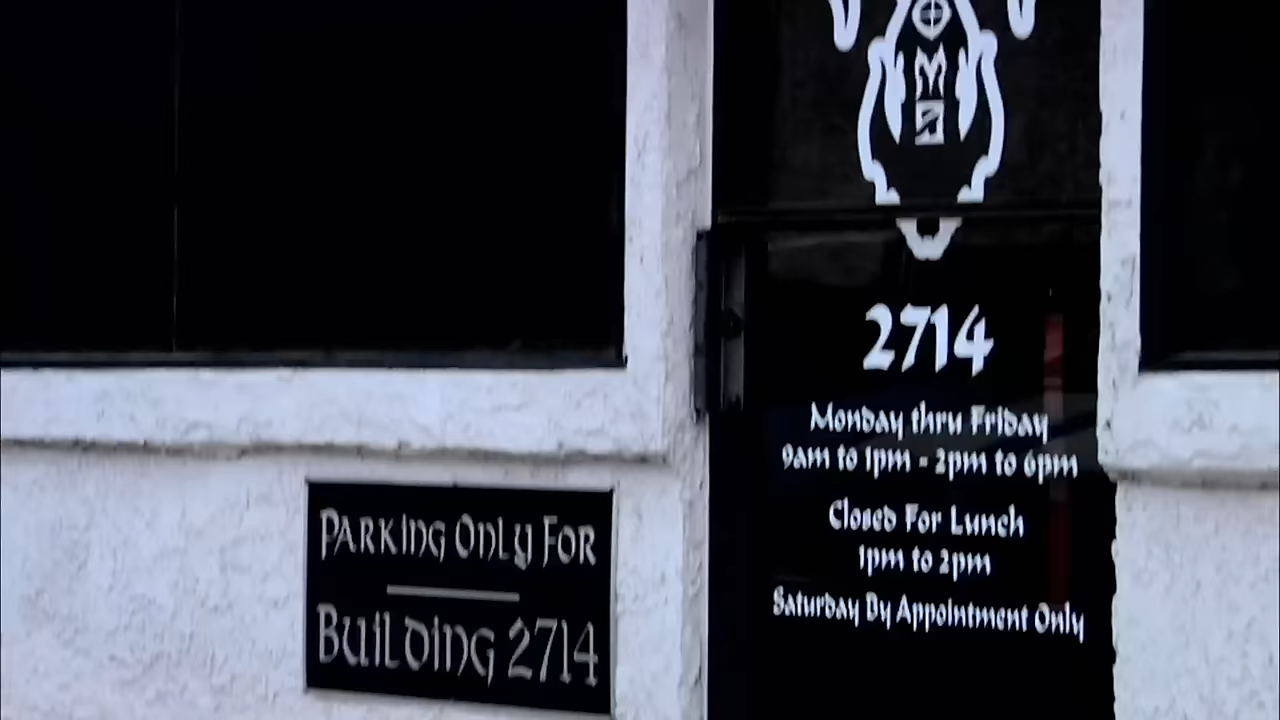 2714
Monday thru Friday
9am to 1pm - 2pm to 6pm
Closed For Lunch
1pm to 2pm
Saturday By Appointment Only
Parking Only For
Building 2714